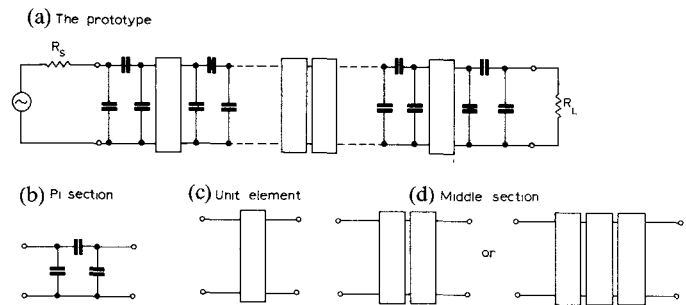 (a) The prototype
R_S
R_L
(b) Pi section
(c) Unit element
(d) Middle section
or